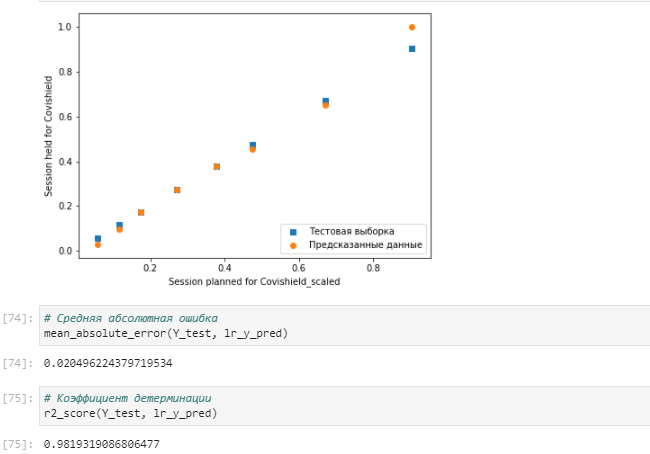 1.0
0.8
0.6
0.4
0.2
0.0
Session held for Covishield
Тестовая выборка
Предсказанные данные
0.2 0.4 0.6 0.8
Session planned for Covishield_scaled
[74]: # Средняя абсолютная ошибка
mean_absolute_error(Y_test, lr_y_pred)
[74]: 0.020496224379719534
[75]: # Коэффициент детерминации
r2_score(Y_test, lr_y_pred)
[75]: 0.9819319086806477